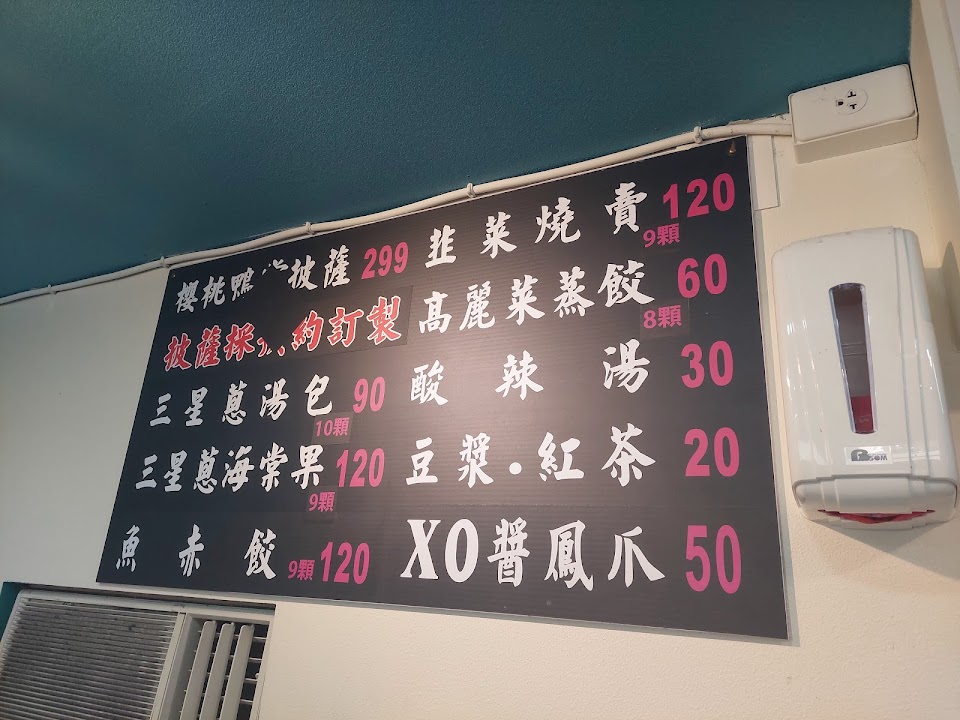 櫻桃鴨 披薩 299
披薩採 約訂製
三星蔥湯包 90
10顆
三星蔥海棠果 120
9顆
魚赤餃 9顆 120
韭菜燒賣 120
9顆
高麗菜蒸餃 60
8顆
酸辣湯 30
豆漿.紅茶 20
XO醬鳳爪 50